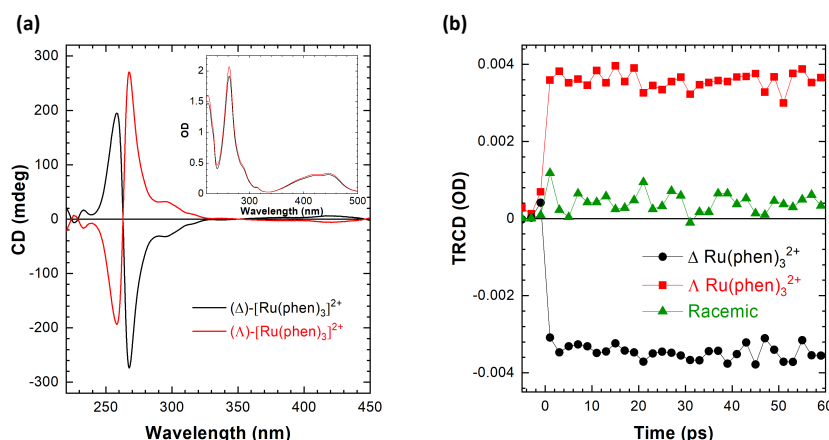 (a)
CD (mdeg)
300
200
100
0
-100
-200
-300
250
300
350
400
450
Wavelength (nm)
OD
2
1.5
1
0.5
0
300
400
500
Wavelength (nm)
(Δ)-[Ru(phen)₃]²⁺
(Λ)-[Ru(phen)₃]²⁺
(b)
TRCD (OD)
0.004
0.002
0
-0.002
-0.004
Δ Ru(phen)₃²⁺
Λ Ru(phen)₃²⁺
Racemic
0
10
20
30
40
50
60
Time (ps)